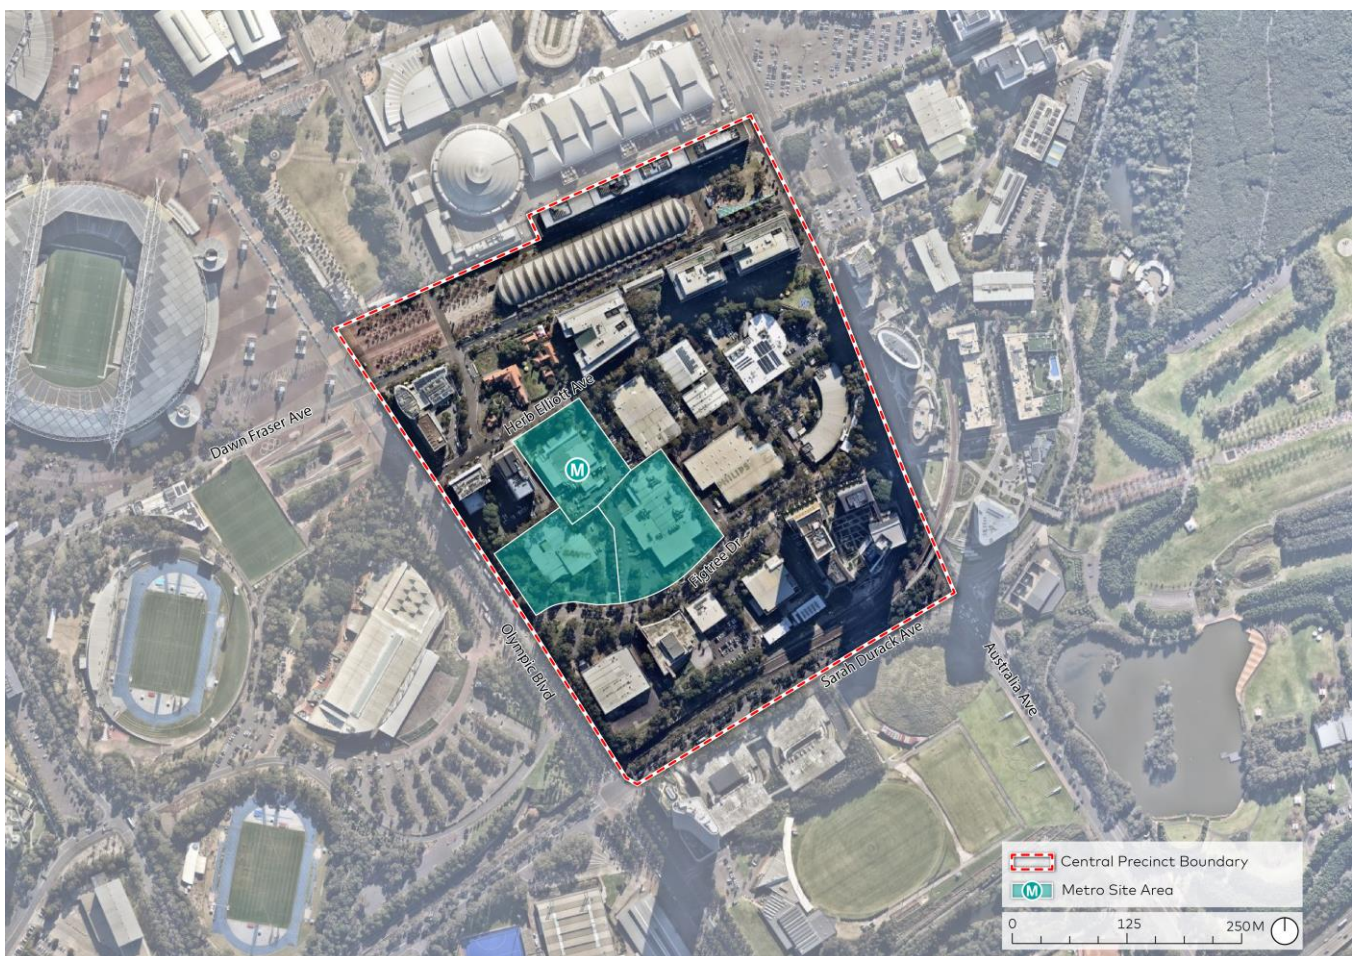 Herb Elliott Ave
Dawn Fraser Ave
M
PHILIPS
Figtree Dr
Olympic Blvd
Sarah Durack Ave
Australia Ave
Central Precinct Boundary
M
Metro Site Area
0
125
250M